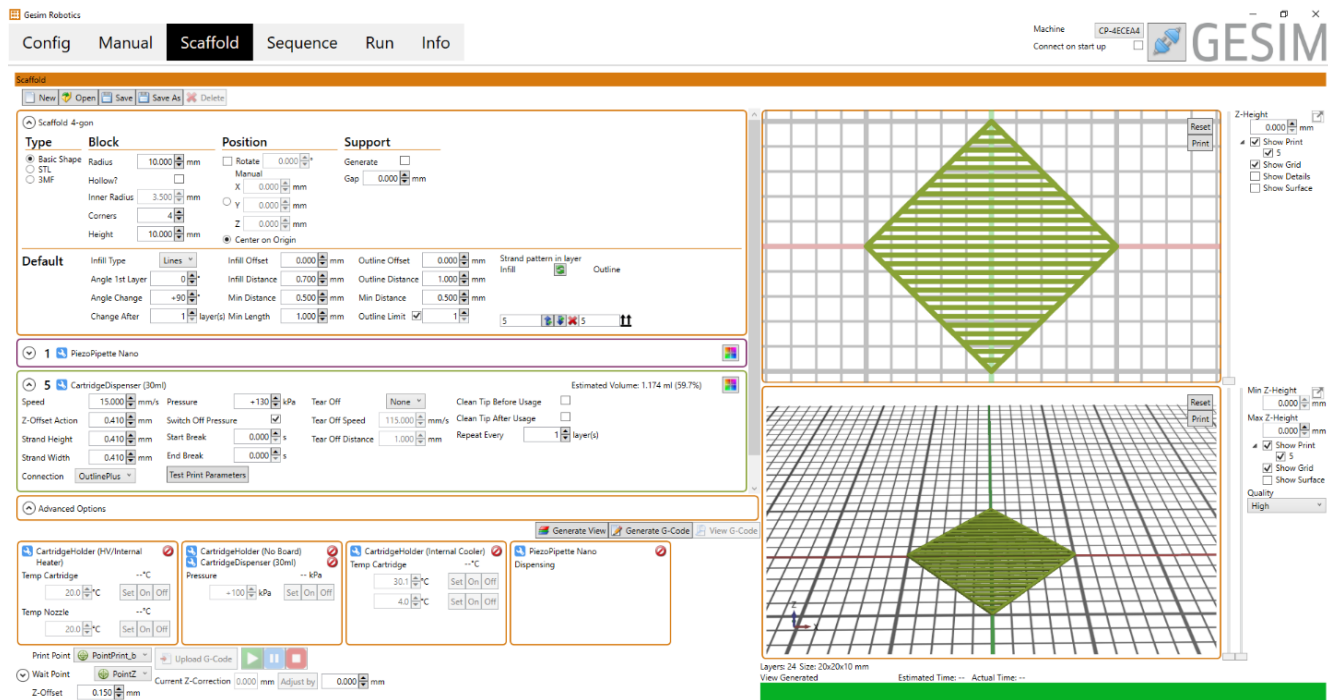 Gesim Robotics
Config Manual Scaffold Sequence Run Info
Machine CP-4ECEA4
Connect on start up
GESIM
Scaffold
New Open Save Save As Delete
Scaffold 4-gon
Type Block Position Support
Basic Shape Radius 10.000 mm Rotate 0.000 ° Generate
STL Hollow? Manual Gap 0.000 mm
3MF Inner Radius 3.500 mm X 0.000 mm
Corners 4 Y 0.000 mm
Height 10.000 mm Z 0.000 mm
Center on Origin
Default Infill Type Lines Infill Offset 0.000 mm Outline Offset 0.000 mm Strand pattern in layer
Infill Outline
Angle 1st Layer 0 ° Infill Distance 0.700 mm Outline Distance 1.000 mm
Angle Change +90 ° Min Distance 0.500 mm Min Distance 0.500 mm
Change After 1 layer(s) Min Length 1.000 mm Outline Limit 1 5 5
1 PiezoPipette Nano
5 CartridgeDispenser (30ml) Estimated Volume: 1.174 ml (59.7%)
Speed 15.000 mm/s Pressure +130 kPa Tear Off None Clean Tip Before Usage
Z-Offset Action 0.410 mm Switch Off Pressure Tear Off Speed 115.000 mm/s Clean Tip After Usage
Strand Height 0.410 mm Start Break 0.000 s Tear Off Distance 1.000 mm Repeat Every 1 layer(s)
Strand Width 0.410 mm End Break 0.000 s
Connection OutlinePlus Test Print Parameters
Advanced Options
Generate View Generate G-Code View G-Code
CartridgeHolder (HV/Internal Heater)
Temp Cartridge --°C
20.0 °C Set On Off
Temp Nozzle --°C
20.0 °C Set On Off
CartridgeHolder (No Board)
CartridgeDispenser (30ml)
Pressure -- kPa
+100 kPa Set On Off
CartridgeHolder (Internal Cooler)
Temp Cartridge --°C
30.1 °C Set On Off
4.0 °C Set On Off
PiezoPipette Nano
Dispensing
Print Point PointPrint_b Upload G-Code
Wait Point PointZ Current Z-Correction 0.000 mm Adjust by 0.000 mm
Z-Offset 0.150 mm
Reset
Print
Z-Height
0.000 mm
Show Print
5
Show Grid
Show Details
Show Surface
Reset
Print
Z
X
Min Z-Height
0.000 mm
Max Z-Height
0.000 mm
Show Print
5
Show Grid
Show Surface
Quality
High
Layers: 24 Size: 20x20x10 mm
View Generated Estimated Time: -- Actual Time: --